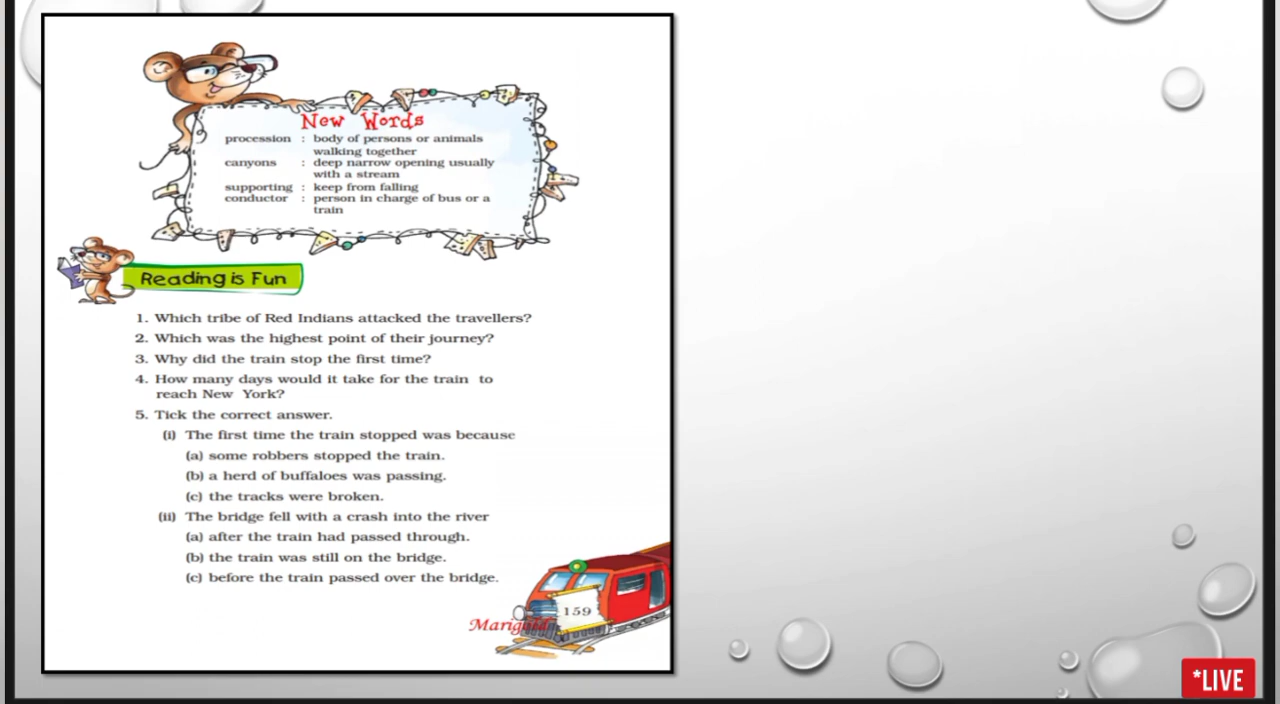 New Words
procession : body of persons or animals
walking together
canyons : deep narrow opening usually
with a stream
supporting : keep from falling
conductor : person in charge of bus or a
train
Reading is Fun
1. Which tribe of Red Indians attacked the travellers?
2. Which was the highest point of their journey?
3. Why did the train stop the first time?
4. How many days would it take for the train to
reach New York?
5. Tick the correct answer.
(i) The first time the train stopped was because
(a) some robbers stopped the train.
(b) a herd of buffaloes was passing.
(c) the tracks were broken.
(ii) The bridge fell with a crash into the river
(a) after the train had passed through.
(b) the train was still on the bridge.
(c) before the train passed over the bridge.
159
Marigold
*LIVE